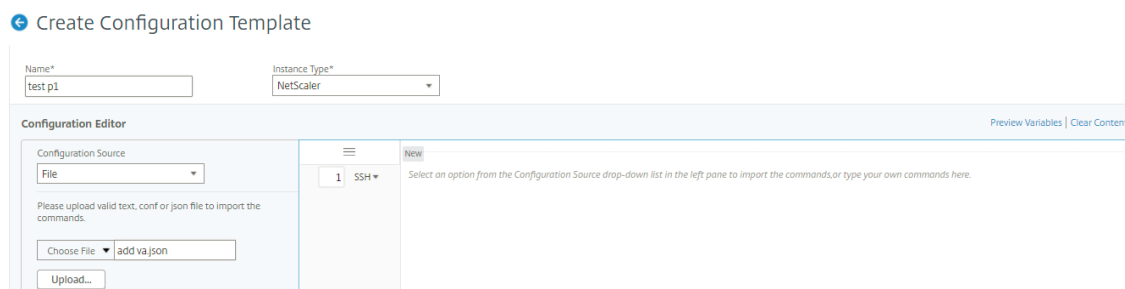 Create Configuration Template
Name* Instance Type*
test p1 NetScaler
Configuration Editor Preview Variables | Clear Content
Configuration Source New
File
1 SSH Select an option from the Configuration Source drop-down list in the left pane to import the commands,or type your own commands here.
Please upload valid text, conf or json file to import the
commands.
Choose File add va.json
Upload...